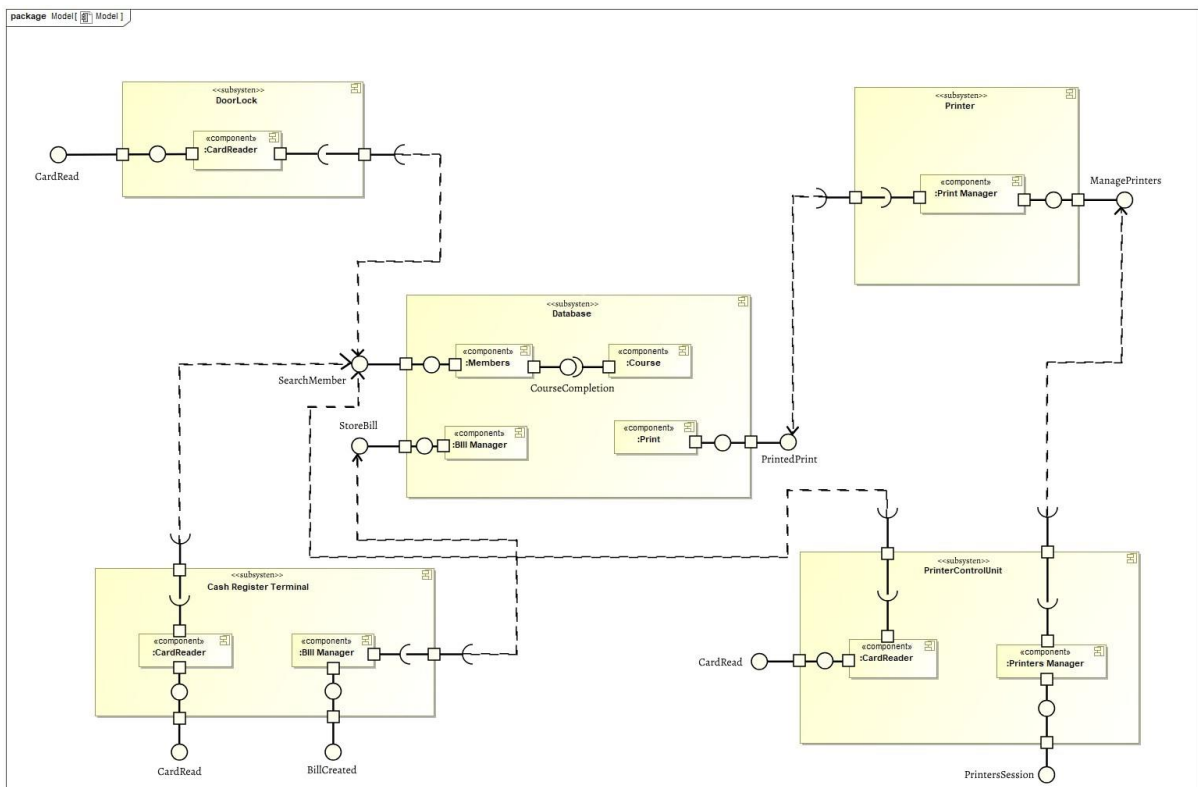 package Model[ Model ]
<<subsysten>>
DoorLock
«component»
:CardReader
CardRead
<<subsysten>>
Printer
«component»
:Print Manager
ManagePrinters
<<subsysten>>
Database
«component»
:Members
«component»
:Course
CourseCompletion
SearchMember
StoreBill
«component»
:BIll Manager
«component»
:Print
PrintedPrint
<<subsysten>>
Cash Register Terminal
«component»
:CardReader
«component»
:BIll Manager
CardRead
BillCreated
<<subsysten>>
PrinterControlUnit
«component»
:CardReader
«component»
:Printers Manager
CardRead
PrintersSession